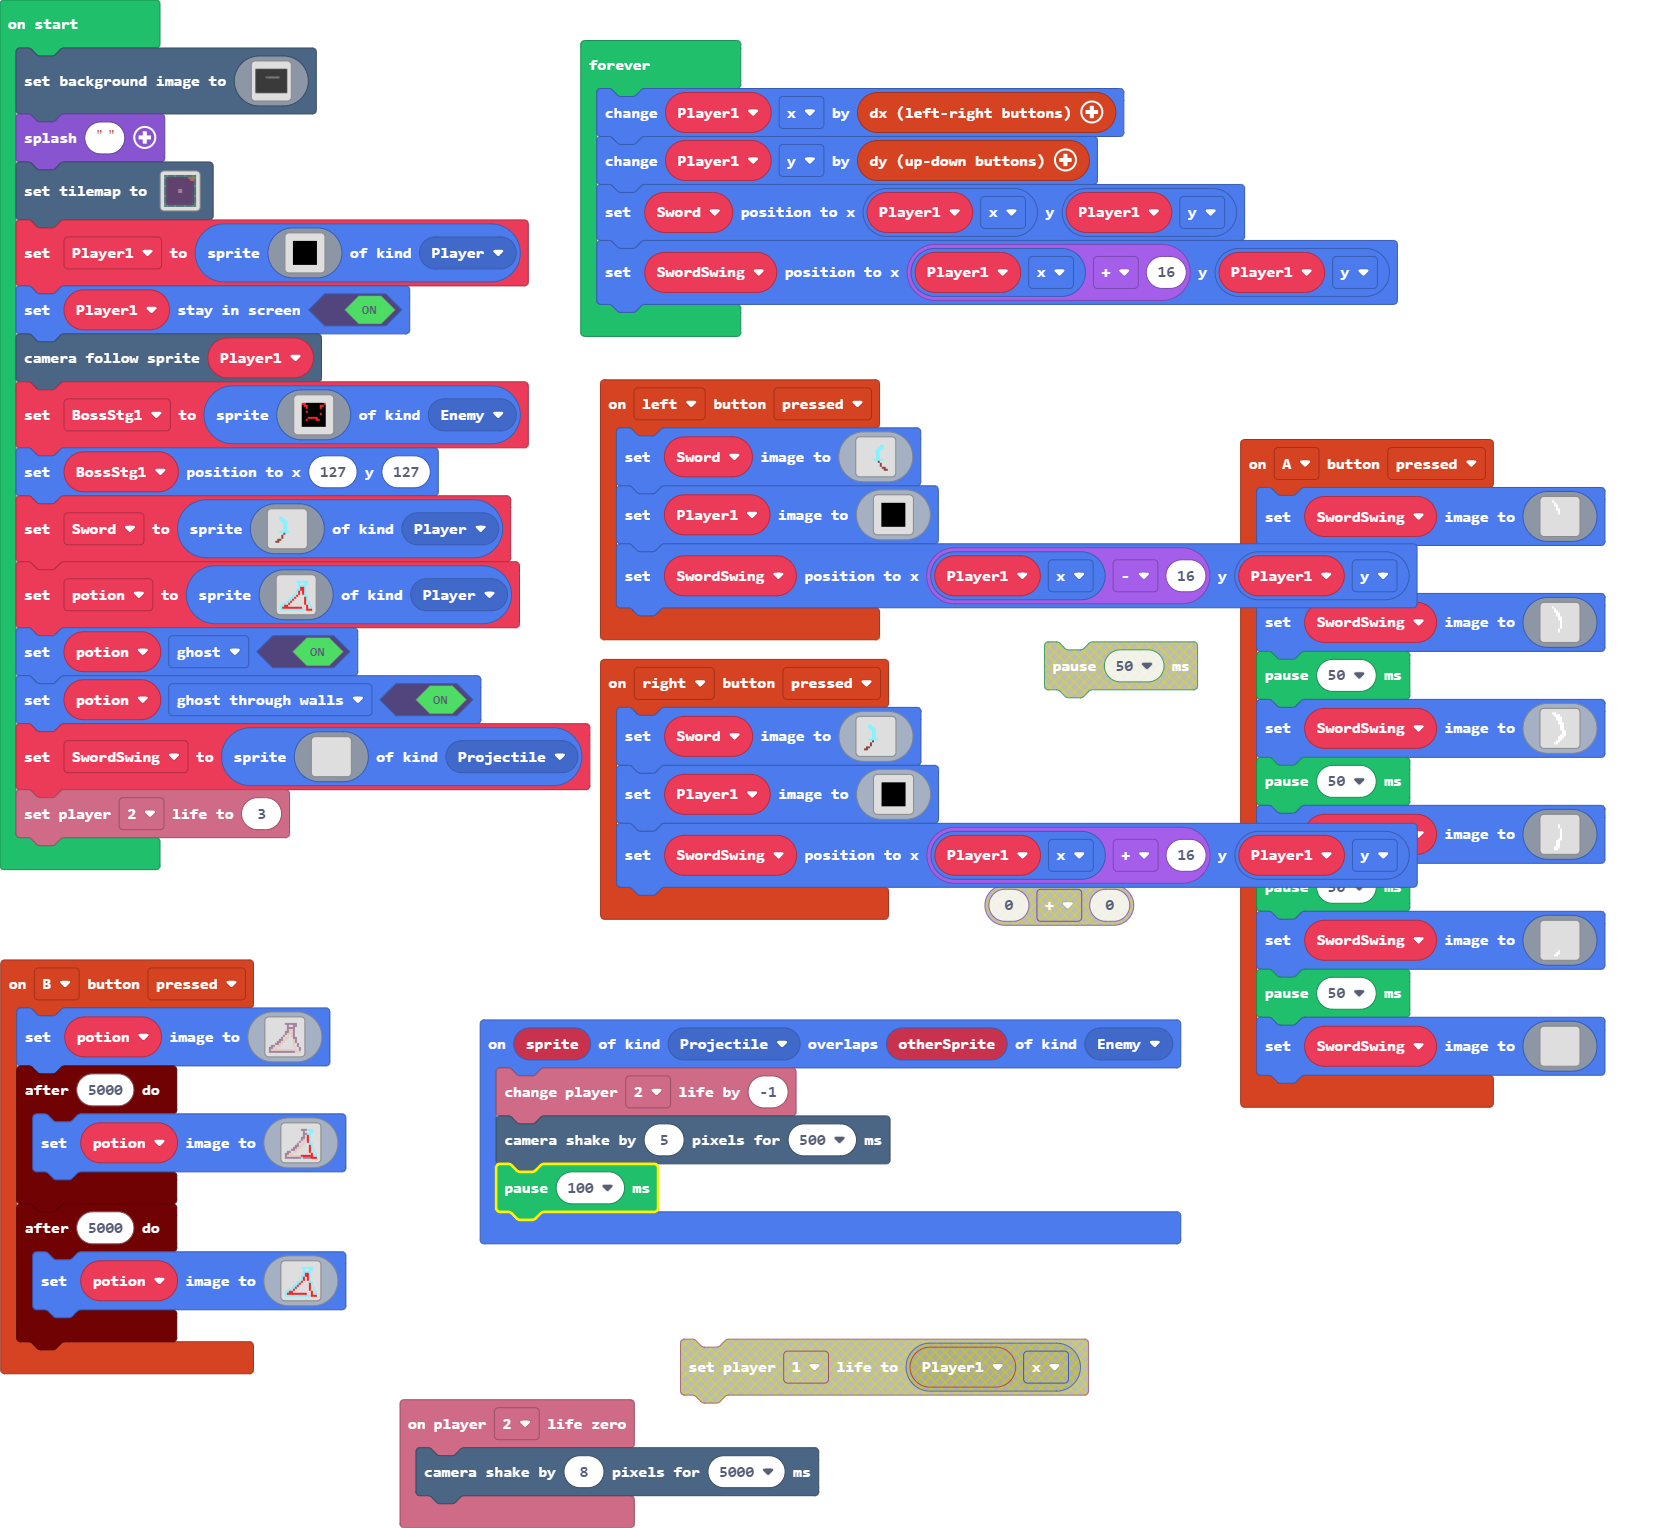 on start
set background image to
splash " "
set tilemap to
set Player1 to sprite of kind Player
set Player1 stay in screen ON
camera follow sprite Player1
set BossStg1 to sprite of kind Enemy
set BossStg1 position to x 127 y 127
set Sword to sprite of kind Player
set potion to sprite of kind Player
set potion ghost ON
set potion ghost through walls ON
set SwordSwing to sprite of kind Projectile
set player 2 life to 3
forever
change Player1 x by dx (left-right buttons)
change Player1 y by dy (up-down buttons)
set Sword position to x Player1 x y Player1 y
set SwordSwing position to x Player1 x + 16 y Player1 y
on left button pressed
set Sword image to
set Player1 image to
set SwordSwing position to x Player1 x - 16 y Player1 y
pause 50 ms
on right button pressed
set Sword image to
set Player1 image to
set SwordSwing position to x Player1 x + 16 y Player1 y
0 + 0
on A button pressed
set SwordSwing image to
set SwordSwing image to
pause 50 ms
set SwordSwing image to
pause 50 ms
image to
pause 50 ms
set SwordSwing image to
pause 50 ms
set SwordSwing image to
on B button pressed
set potion image to
after 5000 do
set potion image to
after 5000 do
set potion image to
on sprite of kind Projectile overlaps otherSprite of kind Enemy
change player 2 life by -1
camera shake by 5 pixels for 500 ms
pause 100 ms
set player 1 life to Player1 x
on player 2 life zero
camera shake by 8 pixels for 5000 ms